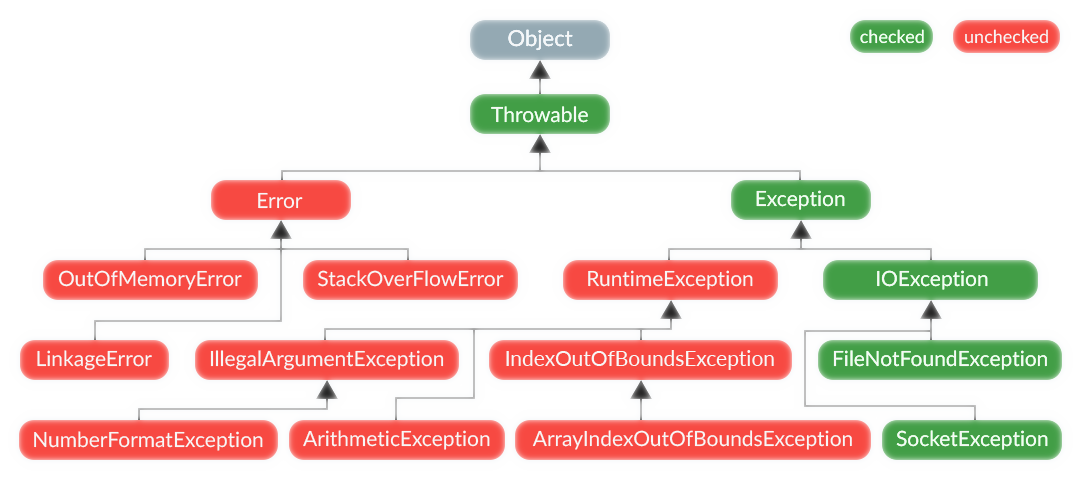 Object
checked
unchecked
Throwable
Error
Exception
OutOfMemoryError
StackOverFlowError
RuntimeException
IOException
LinkageError
IllegalArgumentException
IndexOutOfBoundsException
FileNotFoundException
NumberFormatException
ArithmeticException
ArrayIndexOutOfBoundsException
SocketException